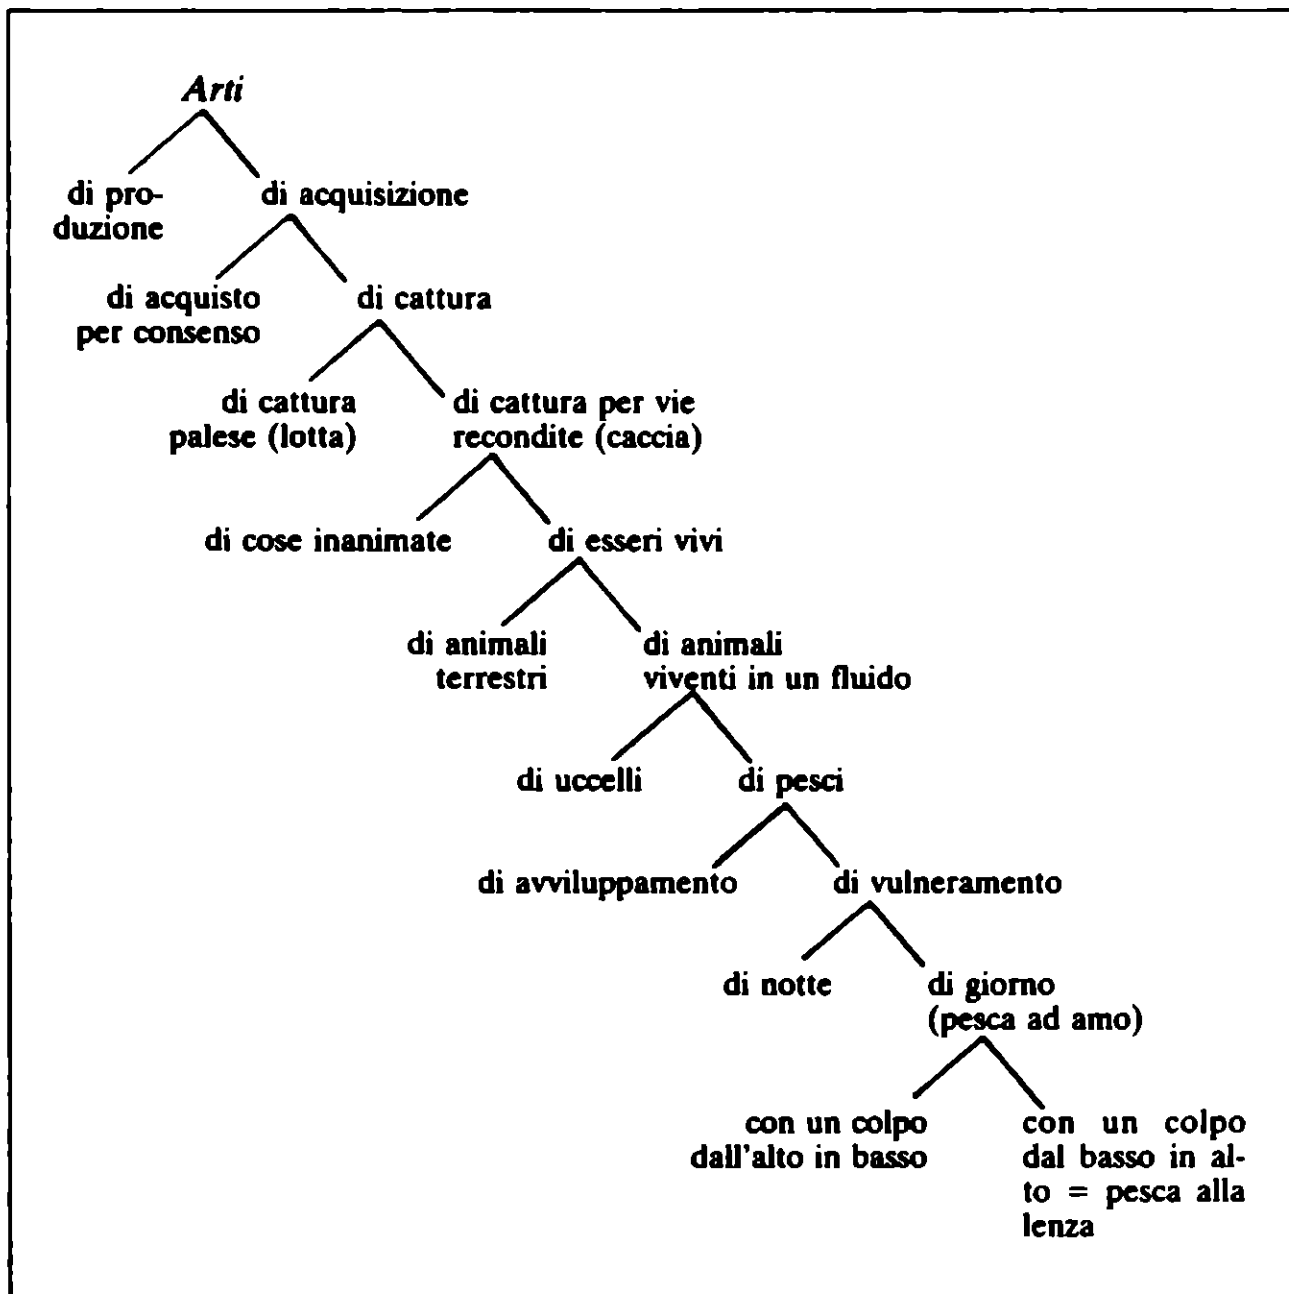 Arti
di pro-
duzione
di acquisizione
di acquisto
per consenso
di cattura
di cattura
palese (lotta)
di cattura per vie
recondite (caccia)
di cose inanimate
di esseri vivi
di animali
terrestri
di animali
viventi in un fluido
di uccelli
di pesci
di avviluppamento
di vulneramento
di notte
di giorno
(pesca ad amo)
con un colpo
dall'alto in basso
con un colpo
dal basso in al-
to = pesca alla
lenza